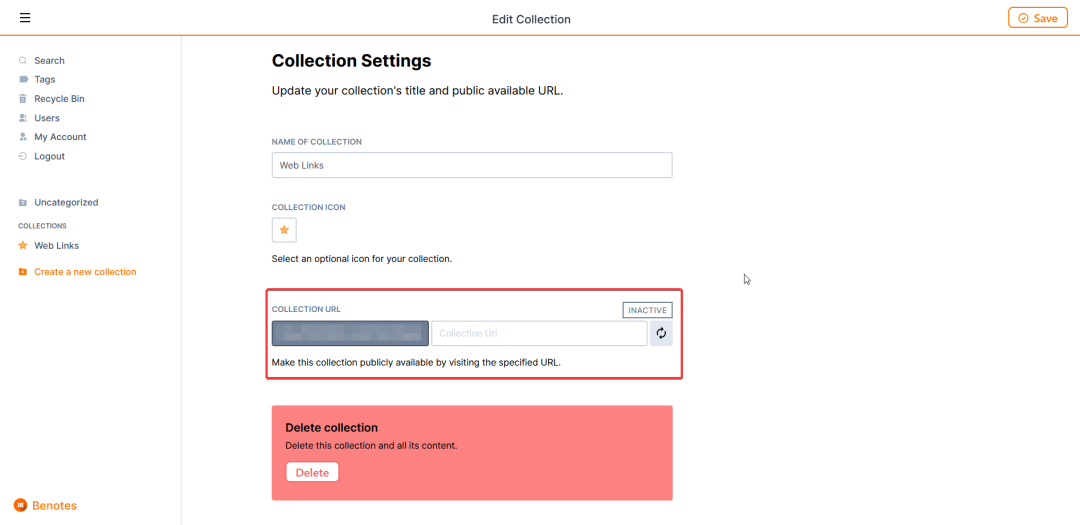 Edit Collection
Save
Search
Tags
Recycle Bin
Users
My Account
Logout
Uncategorized
COLLECTIONS
Web Links
Create a new collection
Benotes
Collection Settings
Update your collection's title and public available URL.
NAME OF COLLECTION
Web Links
COLLECTION ICON
Select an optional icon for your collection.
COLLECTION URL
INACTIVE
Collection Url
Make this collection publicly available by visiting the specified URL.
Delete collection
Delete this collection and all its content.
Delete